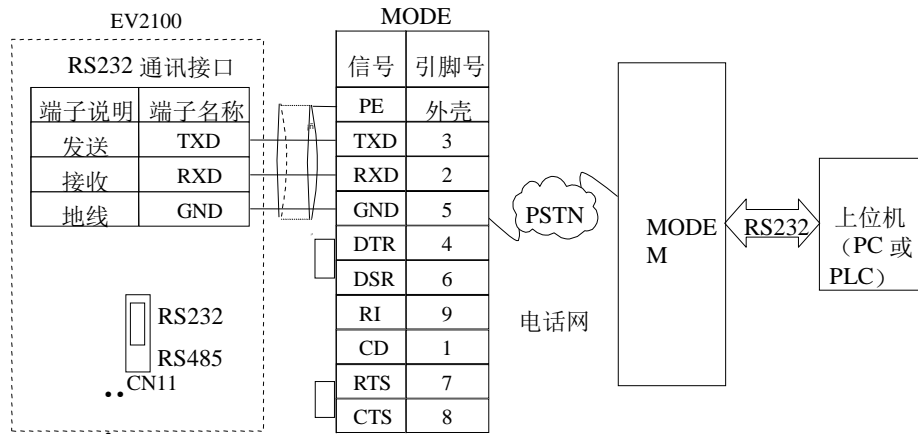 EV2100
RS232 通讯接口
端子说明 端子名称
发送 TXD
接收 RXD
地线 GND
RS232
RS485
CN11
MODE
信号 引脚号
PE 外壳
TXD 3
RXD 2
GND 5
DTR 4
DSR 6
RI 9
CD 1
RTS 7
CTS 8
PSTN
电话网
MODE
M
RS232
上位机
（PC 或
PLC）